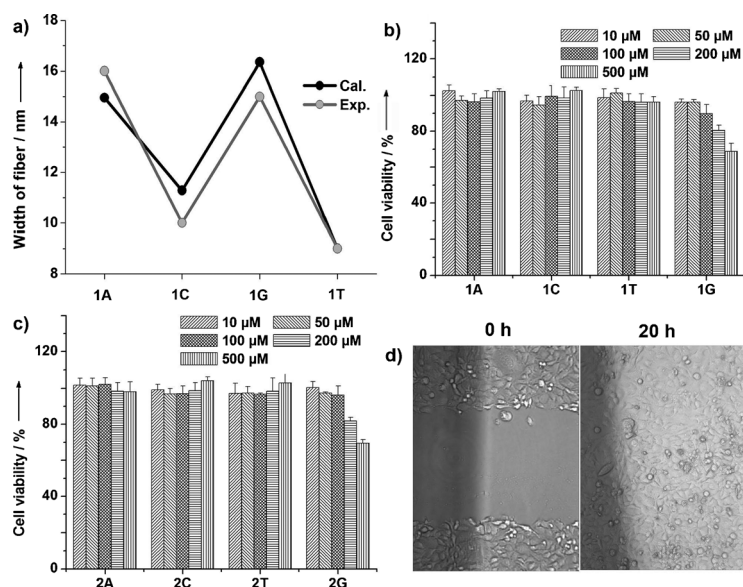 a)
18
16
14
12
10
8
Width of fiber / nm
Cal.
Exp.
1A 1C 1G 1T
b)
10 µM 50 µM
100 µM 200 µM
500 µM
120
80
40
0
Cell viability / %
1A 1C 1T 1G
c)
10 µM 50 µM
100 µM 200 µM
500 µM
120
80
40
0
Cell viability / %
2A 2C 2T 2G
d)
0 h 20 h